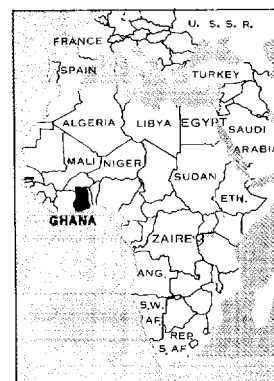 U. S. S. R.
FRANCE
SPAIN
TURKEY
ALGERIA
LIBYA
EGYPT
SAUDI
ARABIA
MALI
NIGER
SUDAN
ETH.
GHANA
ZAIRE
ANG.
S.W.
AF.
REP.
S. AF.